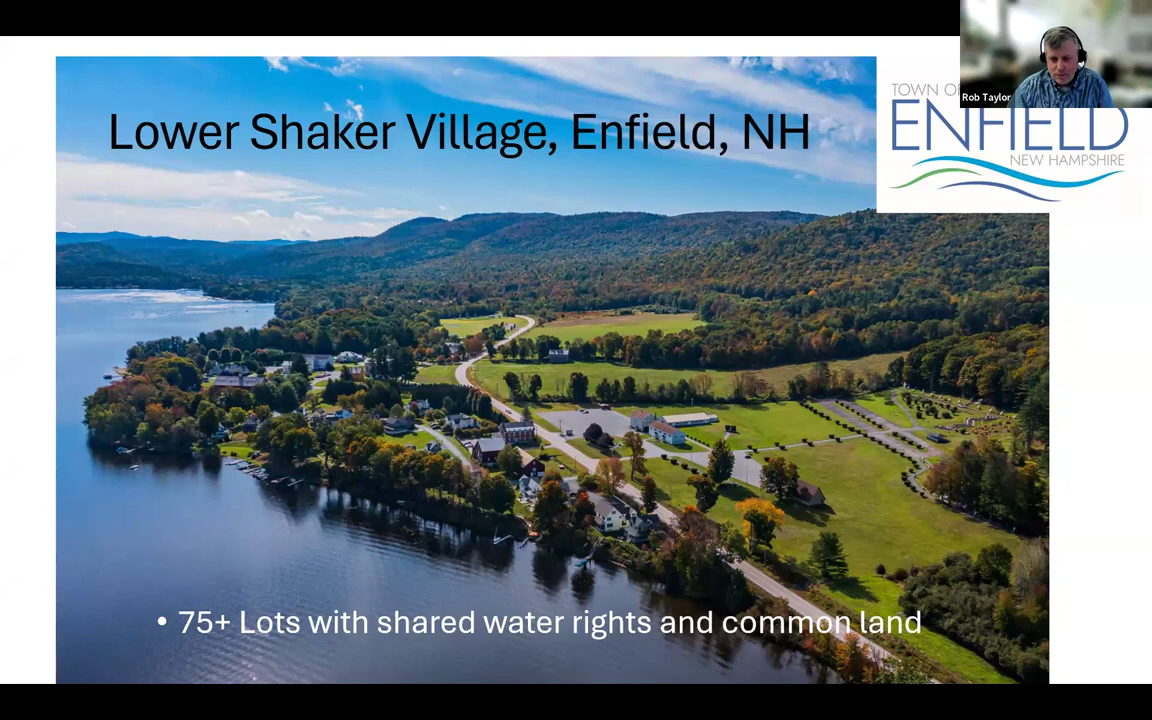 Lower Shaker Village, Enfield, NH
Rob Taylor
TOWN O
ENFIELD
NEW HAMPSHIRE
• 75+ Lots with shared water rights and common land